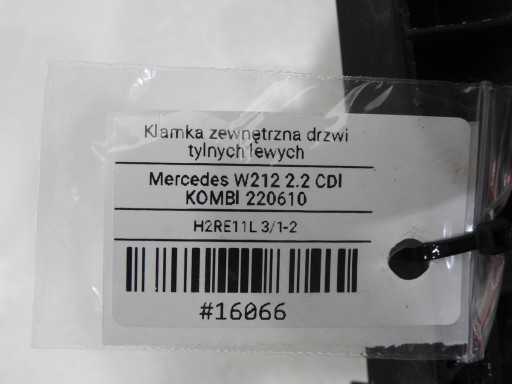 Klamka zewnętrzna drzwi
tylnych lewych
Mercedes W212 2.2 CDI
KOMBI 220610
H2RE11L 3/1-2
#16066